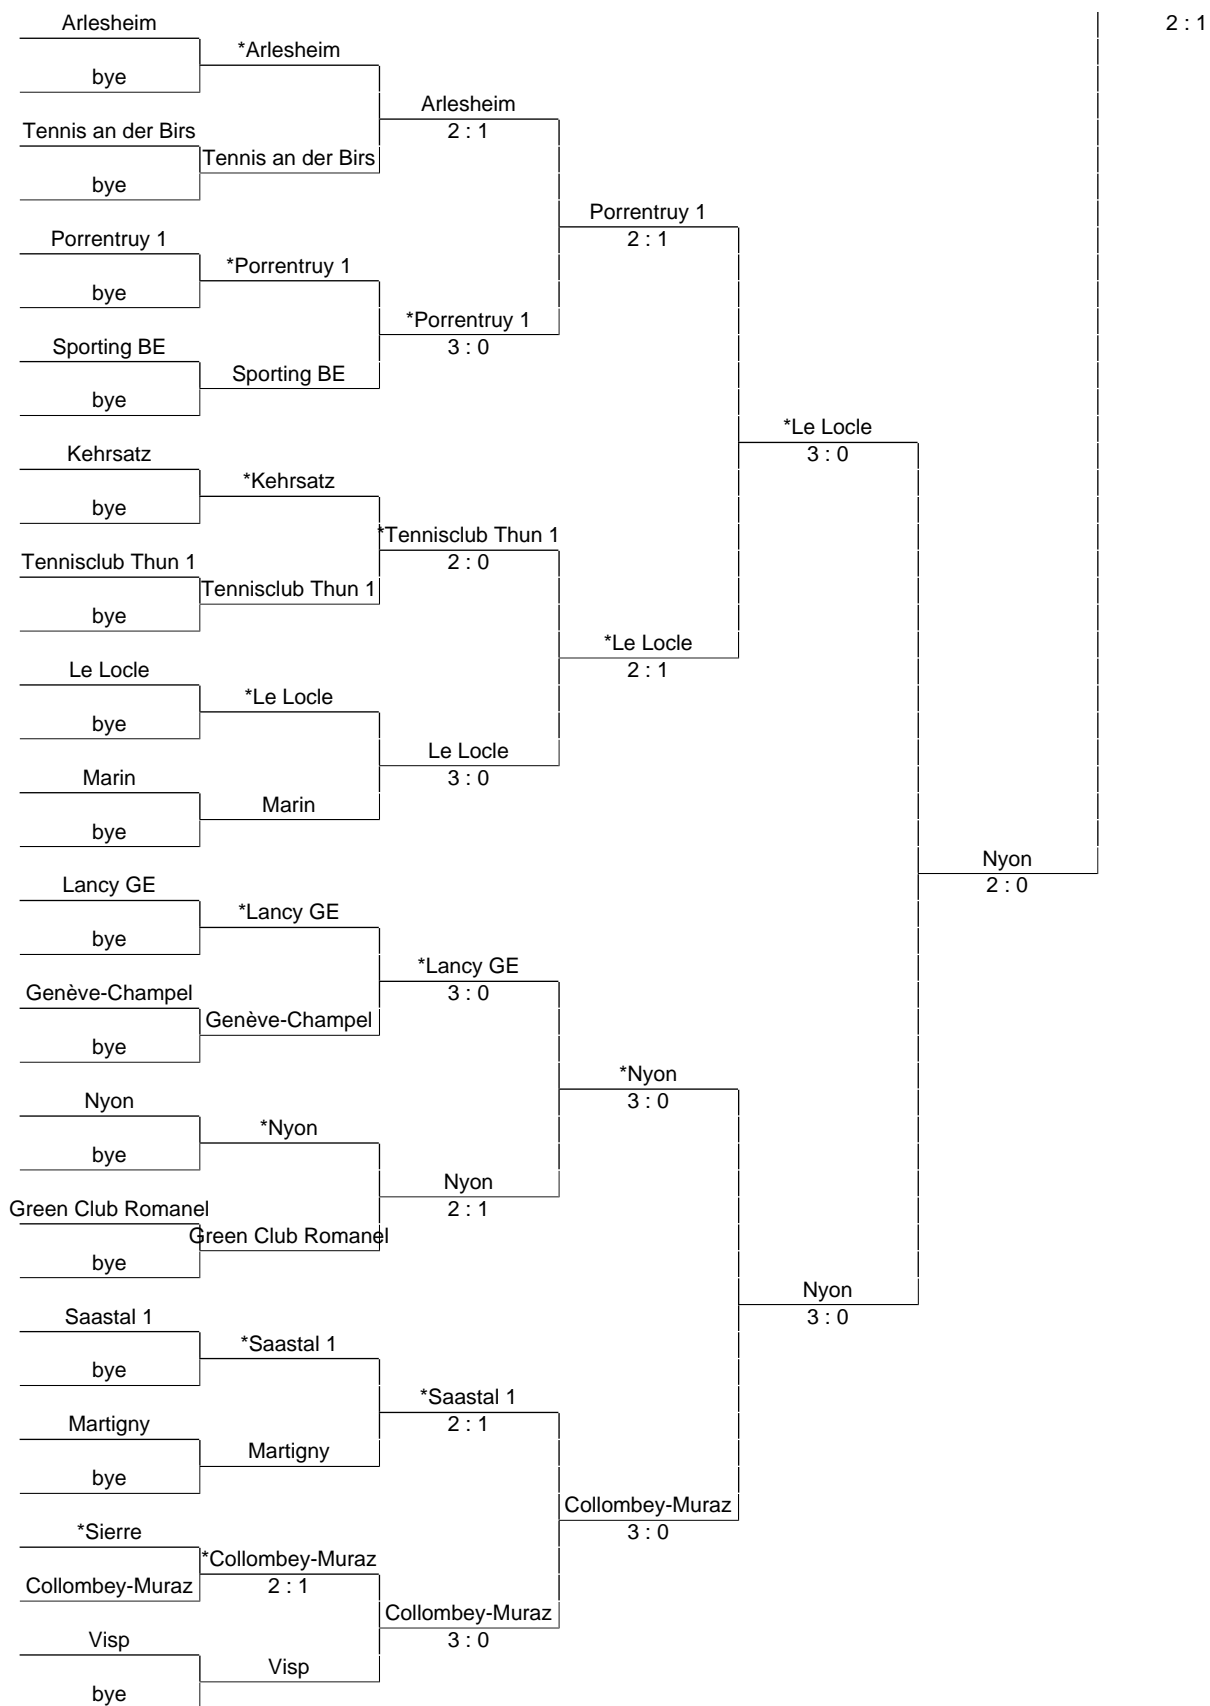 Arlesheim
2 : 1
*Arlesheim
bye
Arlesheim
2 : 1
Tennis an der Birs
Tennis an der Birs
bye
Porrentruy 1
2 : 1
Porrentruy 1
*Porrentruy 1
bye
*Porrentruy 1
3 : 0
Sporting BE
Sporting BE
bye
*Le Locle
3 : 0
Kehrsatz
*Kehrsatz
bye
*Tennisclub Thun 1
2 : 0
Tennisclub Thun 1
Tennisclub Thun 1
bye
*Le Locle
2 : 1
Le Locle
*Le Locle
bye
Le Locle
3 : 0
Marin
Marin
bye
Nyon
2 : 0
Lancy GE
*Lancy GE
bye
*Lancy GE
3 : 0
Genève-Champel
Genève-Champel
bye
*Nyon
3 : 0
Nyon
*Nyon
bye
Nyon
2 : 1
Green Club Romanel
Green Club Romanel
bye
Nyon
3 : 0
Saastal 1
*Saastal 1
bye
*Saastal 1
2 : 1
Martigny
Martigny
bye
Collombey-Muraz
3 : 0
*Sierre
*Collombey-Muraz
2 : 1
Collombey-Muraz
Collombey-Muraz
3 : 0
Visp
Visp
bye